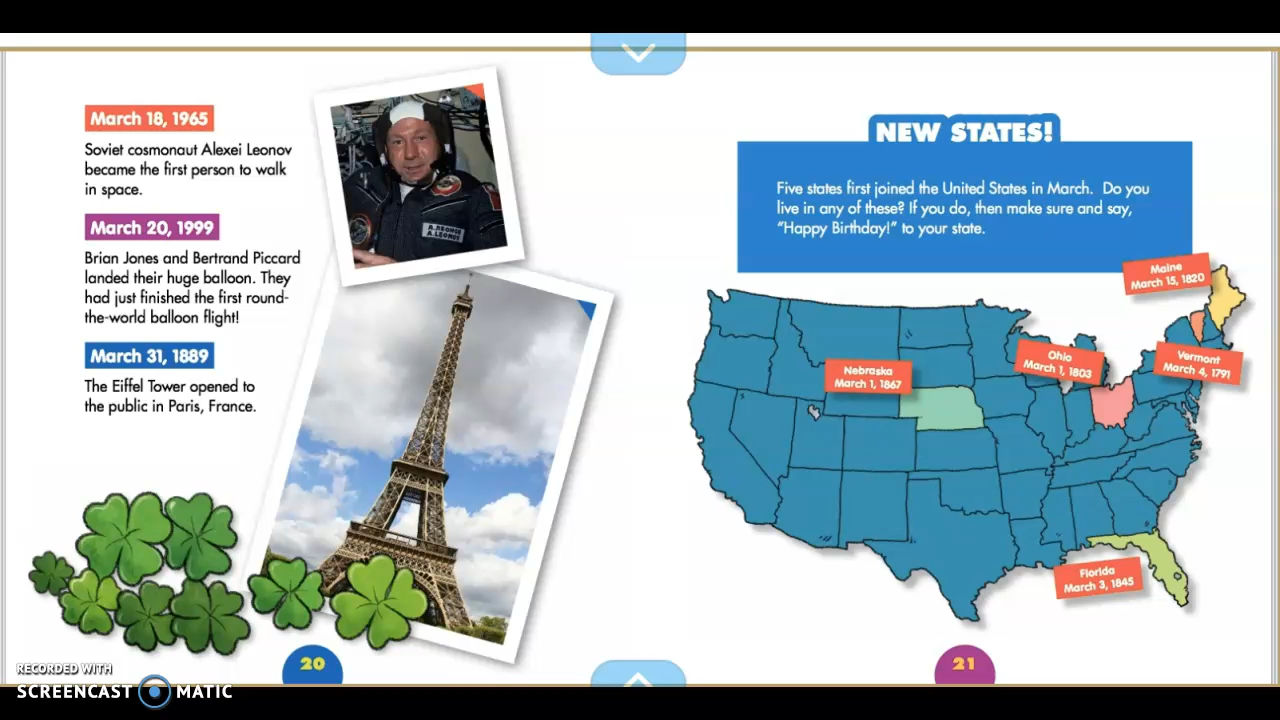 March 18, 1965
Soviet cosmonaut Alexei Leonov
became the first person to walk
in space.
March 20, 1999
Brian Jones and Bertrand Piccard
landed their huge balloon. They
had just finished the first round-
the-world balloon flight!
March 31, 1889
The Eiffel Tower opened to
the public in Paris, France.
A. LEONOV
20
NEW STATES!
Five states first joined the United States in March. Do you
live in any of these? If you do, then make sure and say,
“Happy Birthday!” to your state.
Maine
March 15, 1820
Ohio
March 1, 1803
Vermont
March 4, 1791
Nebraska
March 1, 1867
Florida
March 3, 1845
21
RECORDED WITH
SCREENCAST MATIC